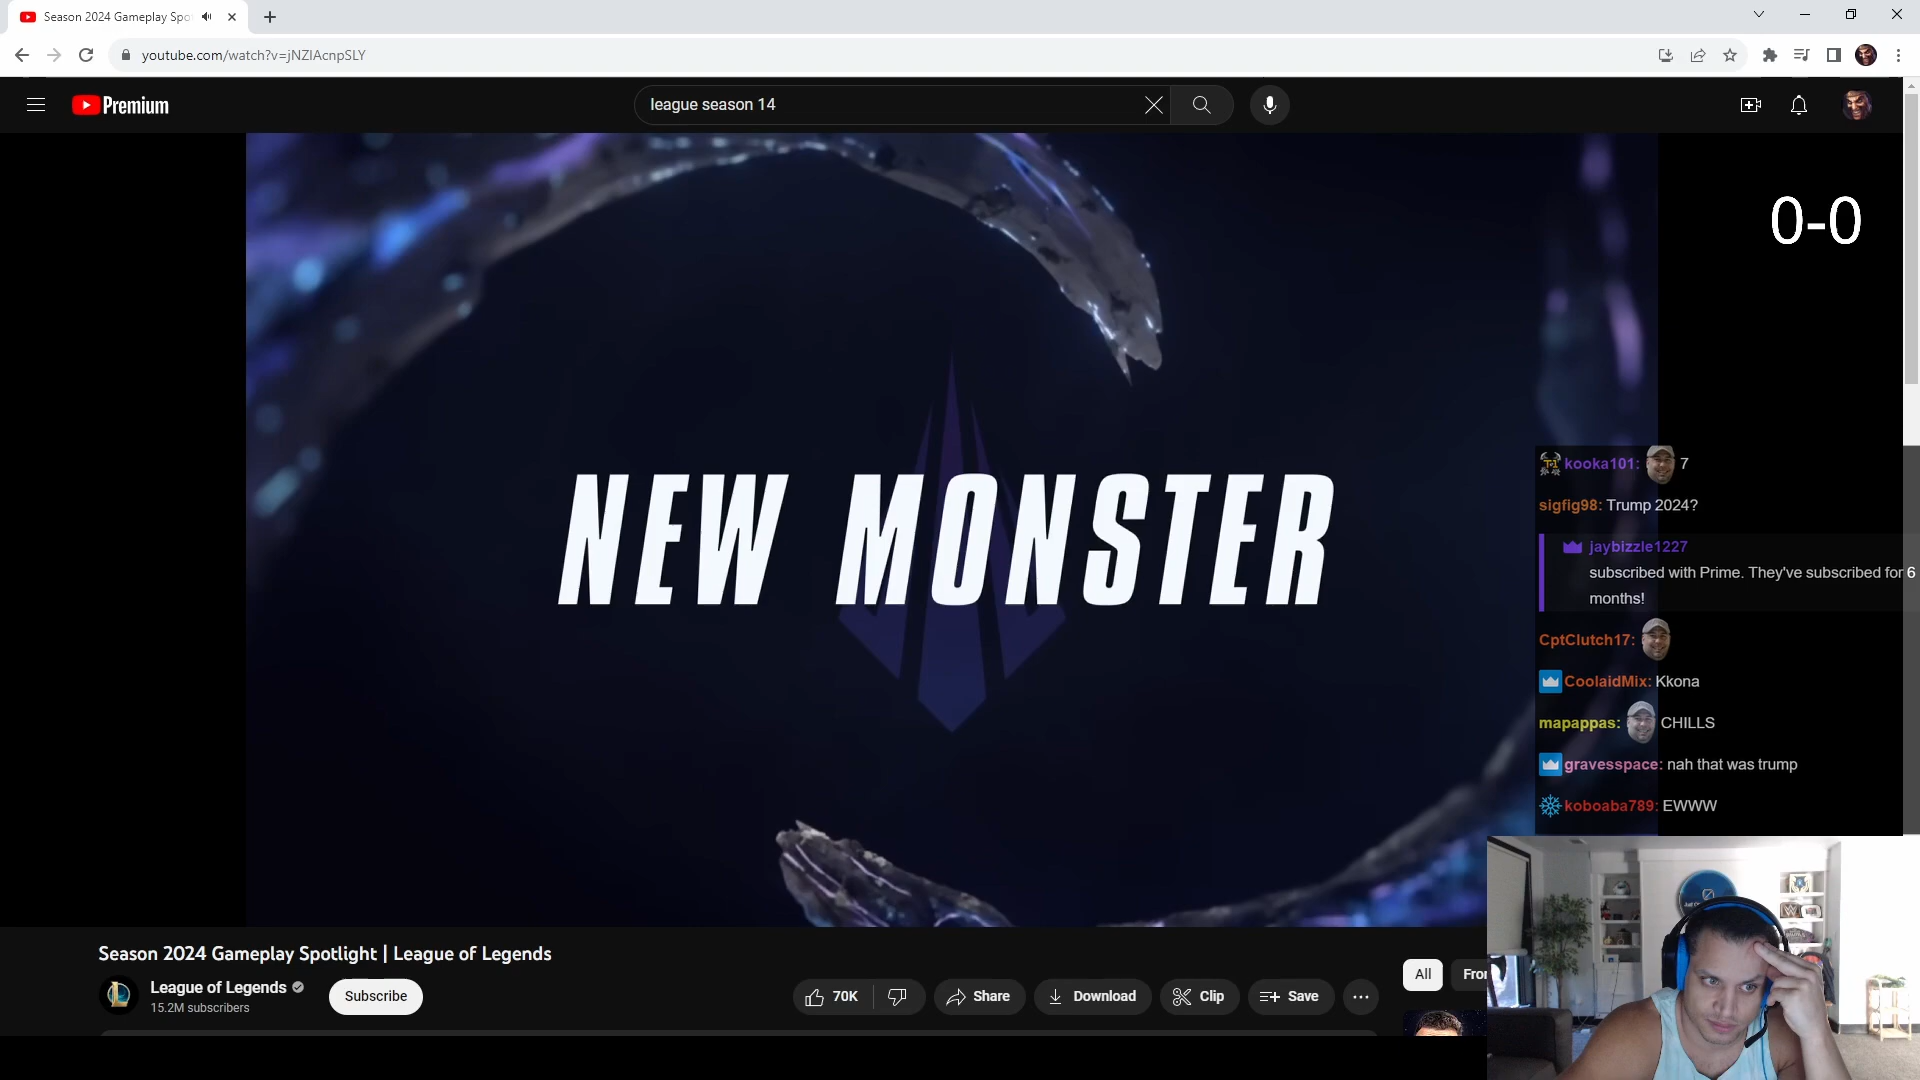 Season 2024 Gameplay Spo
youtube.com/watch?v=jNZIAcnpSLY
Premium
league season 14
0-0
NEW MONSTER
kooka101: 7
sigfig98: Trump 2024?
jaybizzle1227
subscribed with Prime. They've subscribed for 6
months!
CptClutch17:
CoolaidMix: Kkona
mapappas: CHILLS
gravesspace: nah that was trump
koboaba789: EWWW
Season 2024 Gameplay Spotlight | League of Legends
League of Legends
15.2M subscribers
Subscribe
70K
Share
Download
Clip
Save
All
Fro